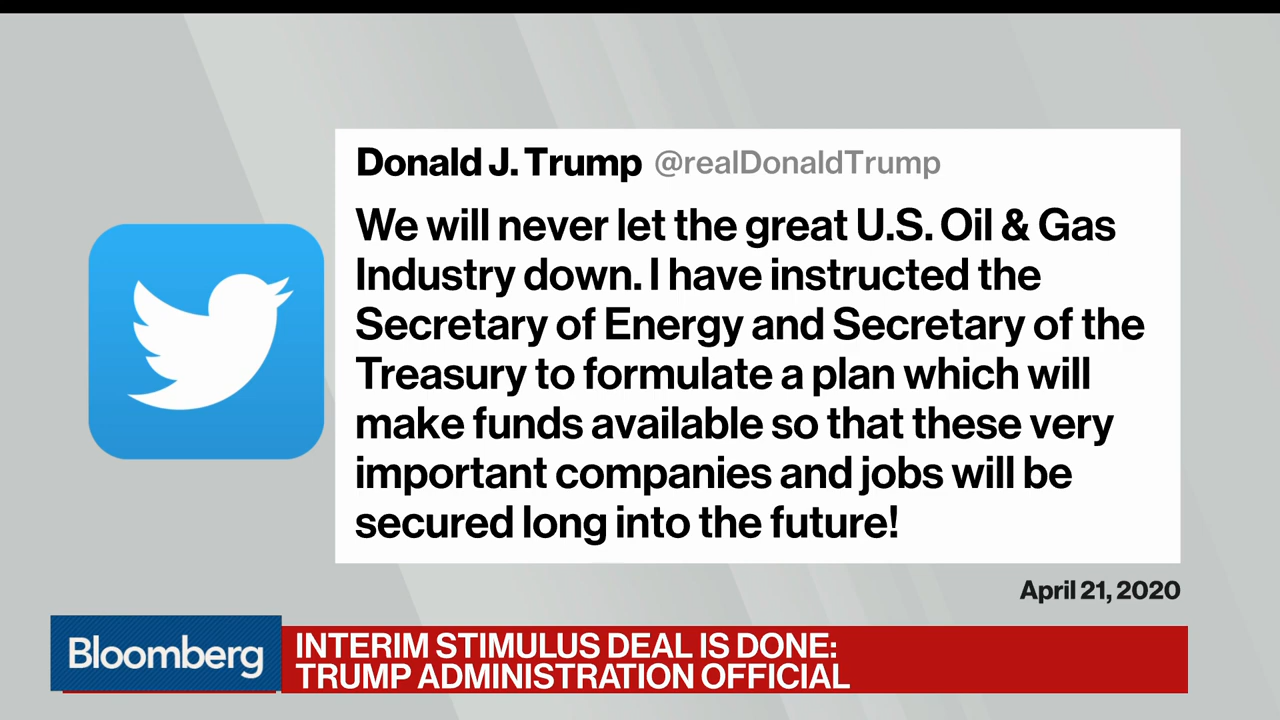 Donald J. Trump @realDonaldTrump
We will never let the great U.S. Oil & Gas
Industry down. I have instructed the
Secretary of Energy and Secretary of the
Treasury to formulate a plan which will
make funds available so that these very
important companies and jobs will be
secured long into the future!
April 21, 2020
Bloomberg
INTERIM STIMULUS DEAL IS DONE:
TRUMP ADMINISTRATION OFFICIAL